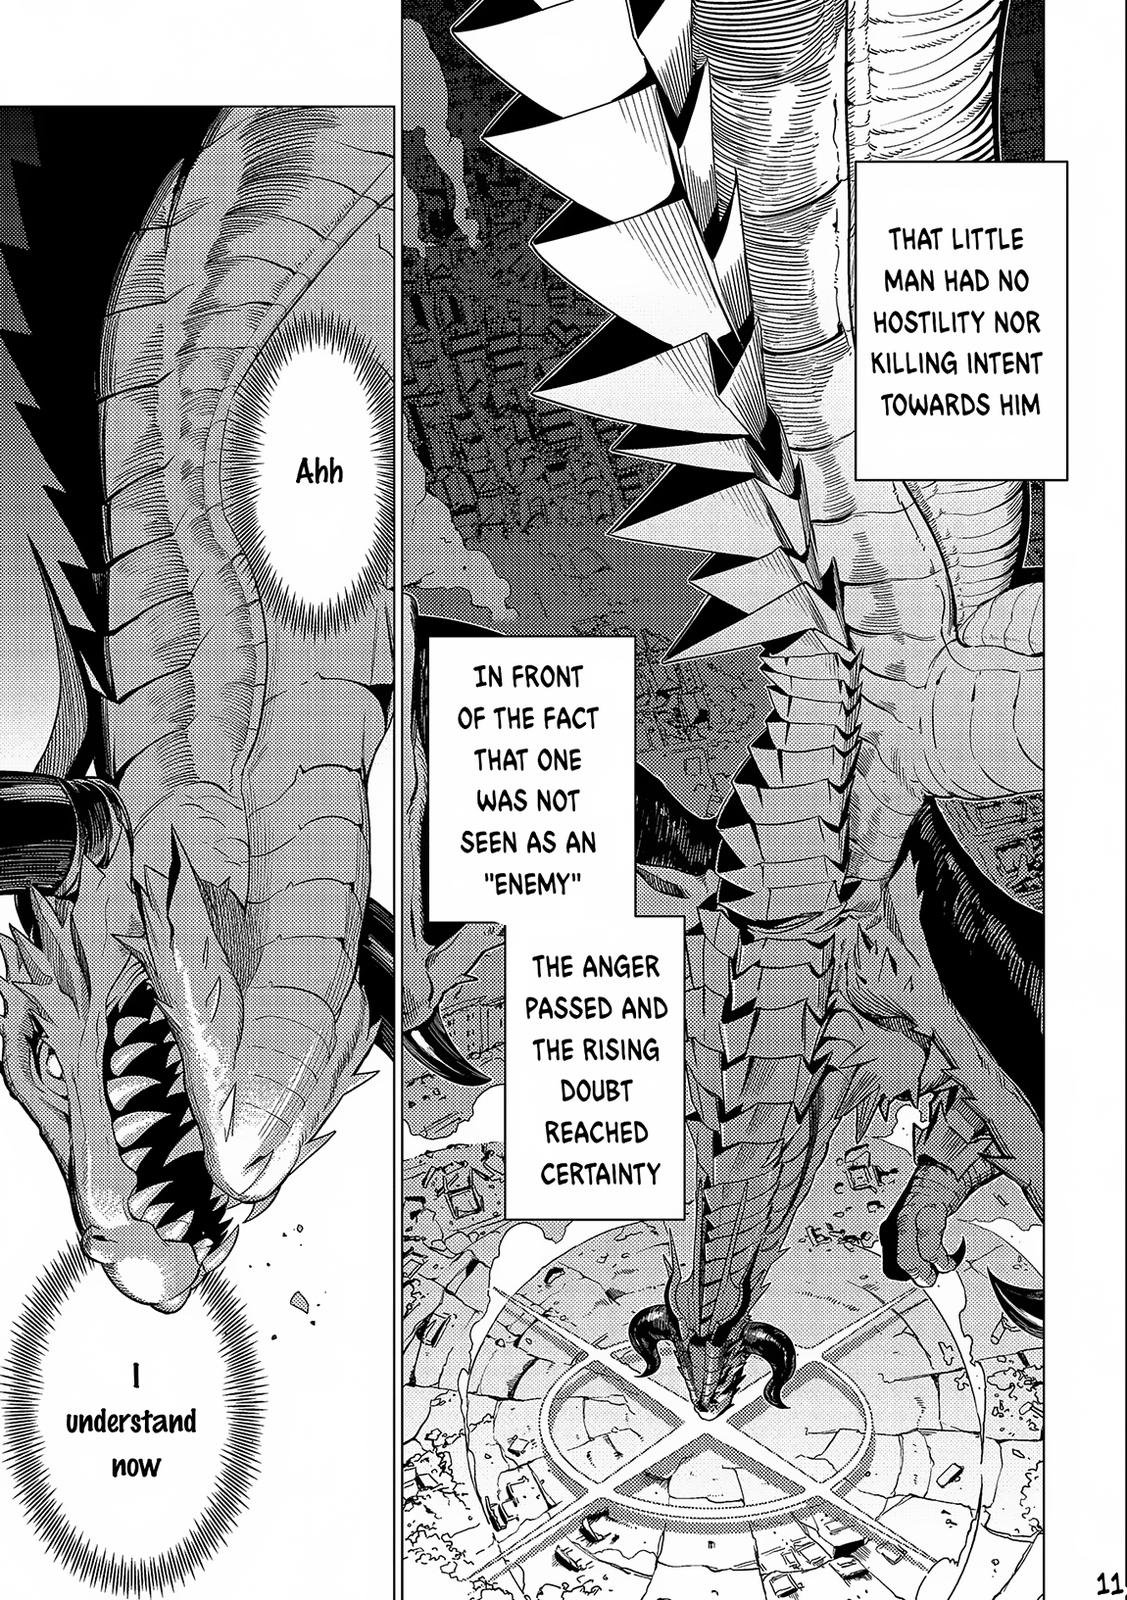 THAT LITTLE
MAN HAD NO
HOSTILITY NOR
KILLING INTENT
TOWARDS HIM
IN FRONT
OF THE FACT
THAT ONE
WAS NOT
SEEN AS AN
"ENEMY"
THE ANGER
PASSED AND
THE RISING
DOUBT
REACHED
CERTAINTY
Ahh
I
understand
now
11